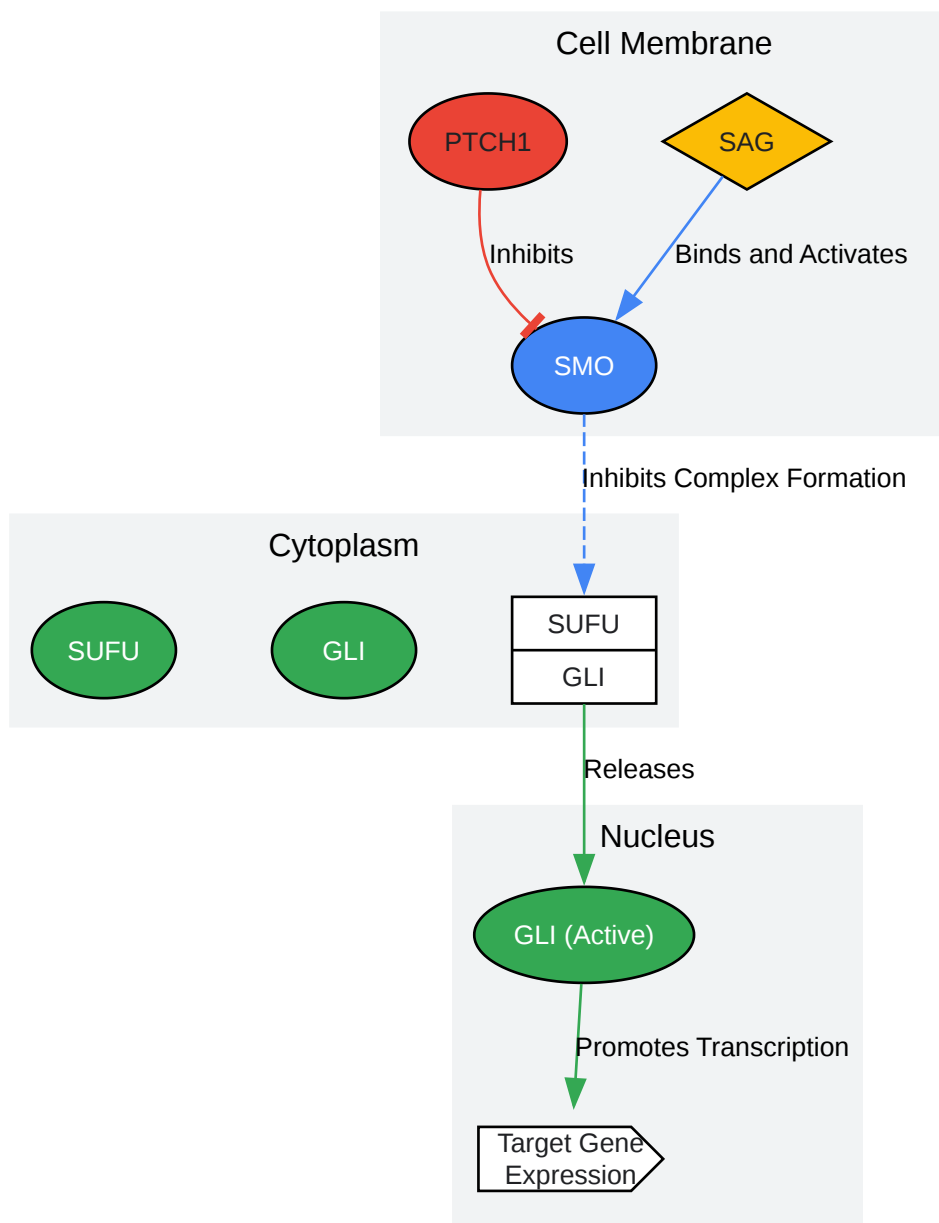 Cell Membrane
PTCH1
SAG
Inhibits
Binds and Activates
SMO
Inhibits Complex Formation
Cytoplasm
SUFU
GLI
SUFU
GLI
Releases
Nucleus
GLI (Active)
Promotes Transcription
Target Gene
Expression